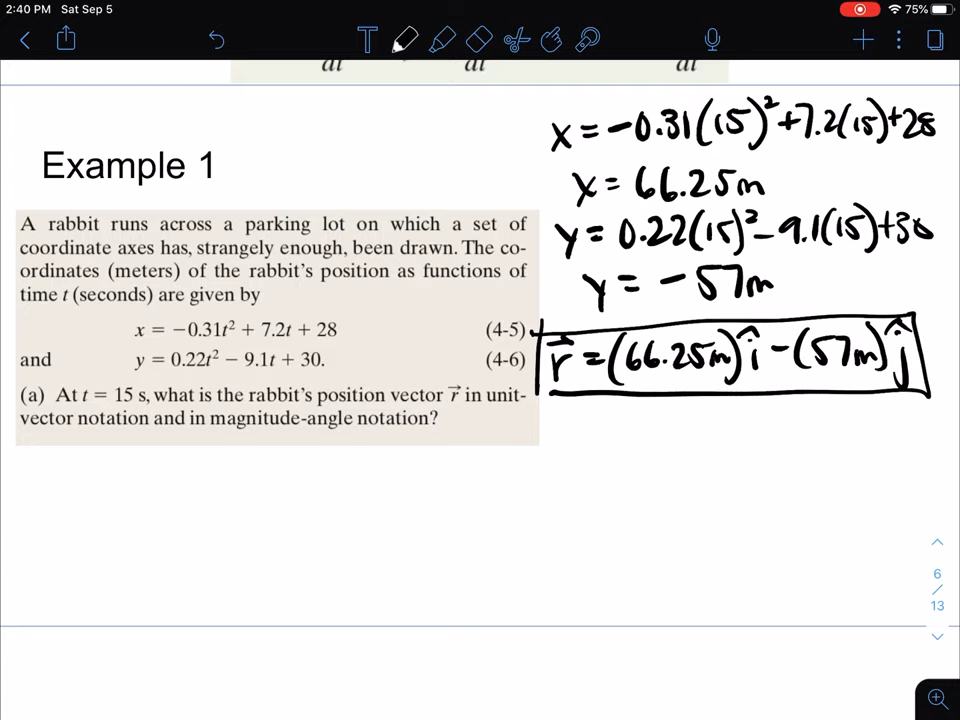 2:40 PM Sat Sep 5
75%
T
dt dt dt
Example 1
A rabbit runs across a parking lot on which a set of
coordinate axes has, strangely enough, been drawn. The co-
ordinates (meters) of the rabbit's position as functions of
time t (seconds) are given by
x = −0.31t² + 7.2t + 28 (4-5)
and y = 0.22t² − 9.1t + 30. (4-6)
(a) At t = 15 s, what is the rabbit's position vector r⃗ in unit-
vector notation and in magnitude-angle notation?
x = -0.31(15)² + 7.2(15) + 28
x = 66.25m
y = 0.22(15)² - 9.1(15) + 30
y = -57m
r⃗ = (66.25m)î - (57m)ĵ
6
/
13